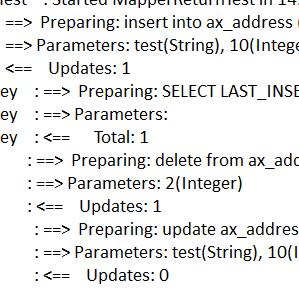 : Started MapperReturnTest in 14
==> Preparing: insert into ax_address
==> Parameters: test(String), 10(Intege
<== Updates: 1
ey : ==> Preparing: SELECT LAST_INSE
ey : ==> Parameters:
ey : <== Total: 1
: ==> Preparing: delete from ax_add
: ==> Parameters: 2(Integer)
: <== Updates: 1
: ==> Preparing: update ax_addres
: ==> Parameters: test(String), 10(I
: <== Updates: 0